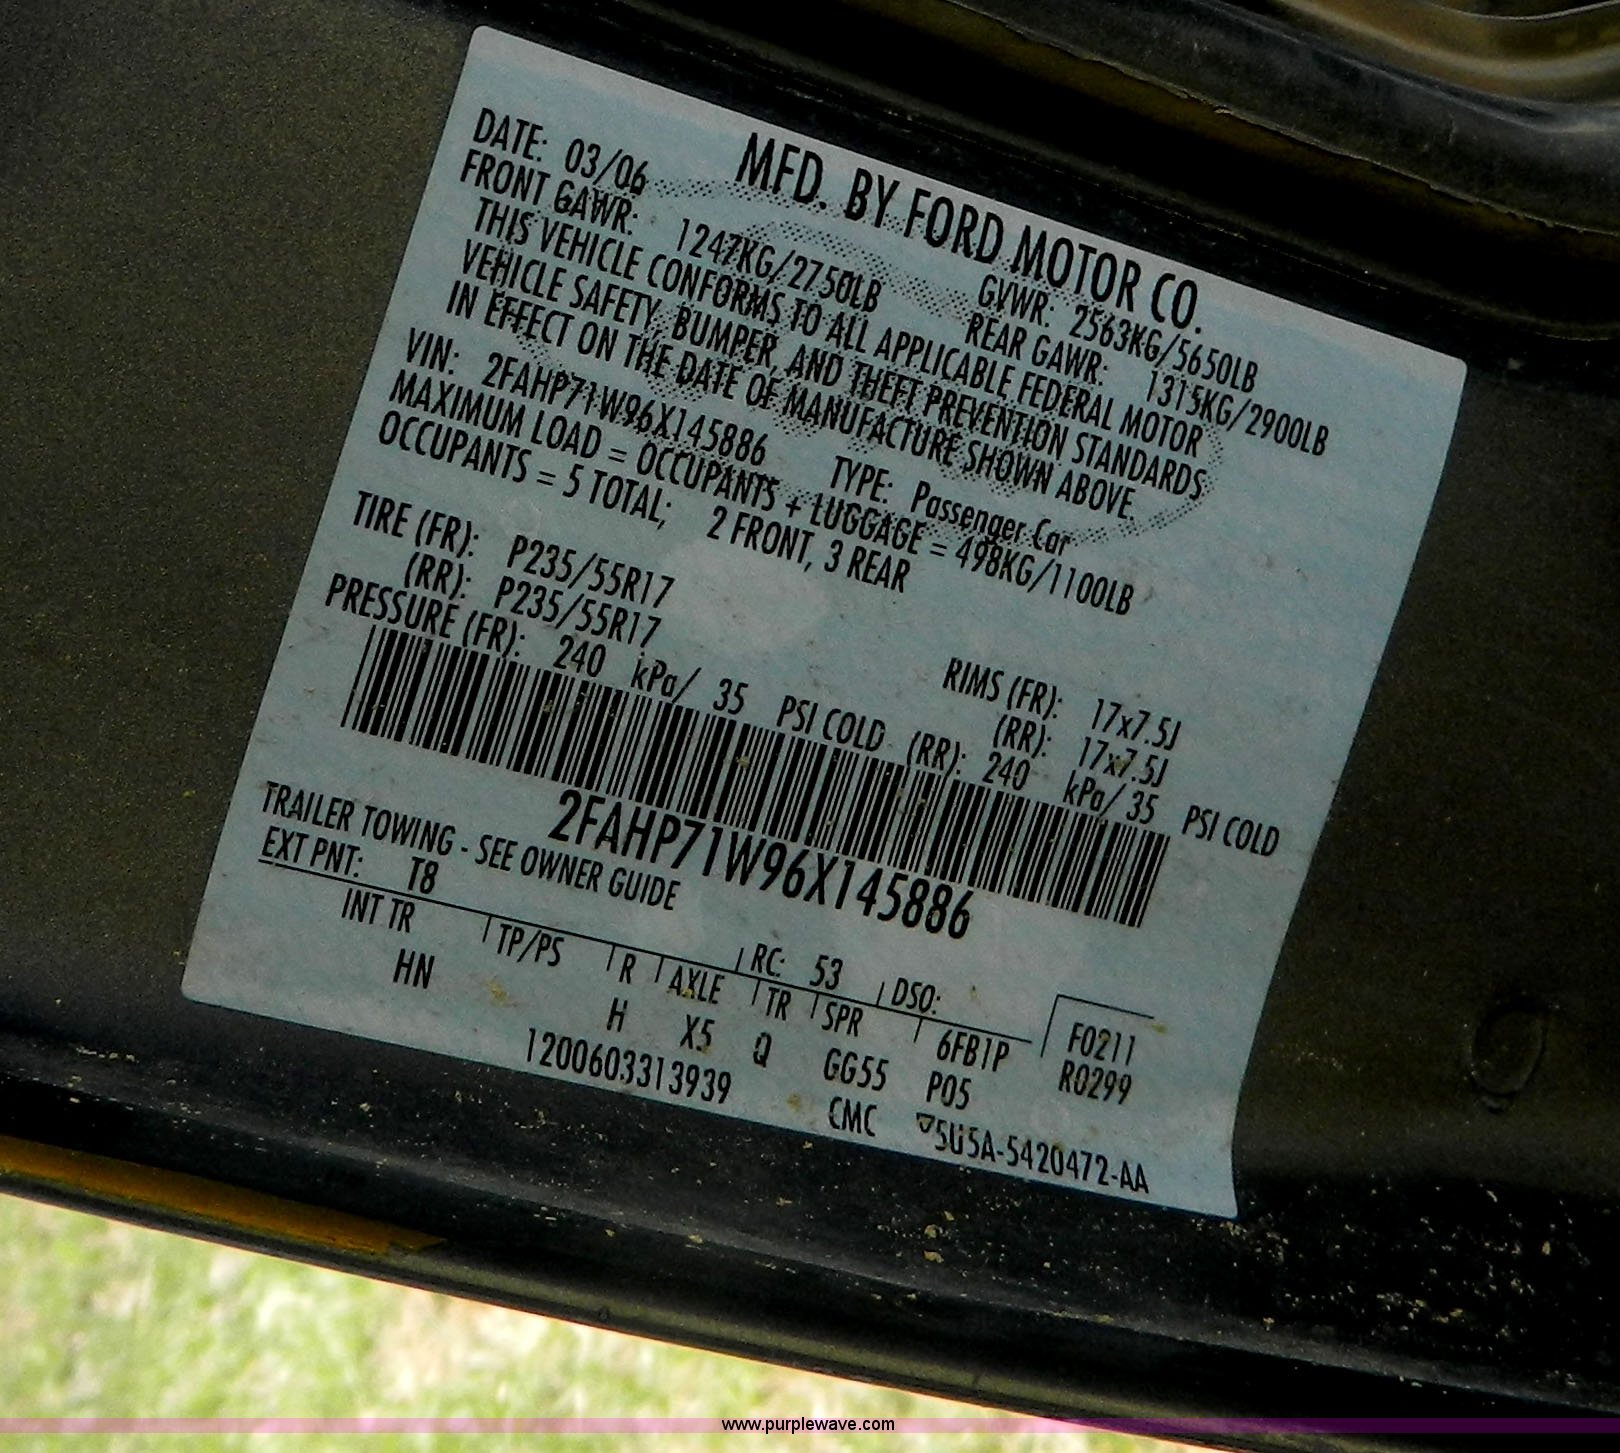 MFD. BY FORD MOTOR CO.
DATE: 03/06 GVWR: 2563KG/5650LB
FRONT GAWR: 1247KG/2750LB REAR GAWR: 1315KG/2900LB
THIS VEHICLE CONFORMS TO ALL APPLICABLE FEDERAL MOTOR
VEHICLE SAFETY, BUMPER, AND THEFT PREVENTION STANDARDS
IN EFFECT ON THE DATE OF MANUFACTURE SHOWN ABOVE.
VIN: 2FAHP71W96X145886 TYPE: Passenger Car
MAXIMUM LOAD = OCCUPANTS + LUGGAGE = 498KG/1100LB
OCCUPANTS = 5 TOTAL; 2 FRONT, 3 REAR
TIRE (FR): P235/55R17 RIMS (FR): 17x7.5J
(RR): P235/55R17 (RR): 17x7.5J
PRESSURE (FR): 240 kPa/ 35 PSI COLD (RR): 240 kPa/ 35 PSI COLD
2FAHP71W96X145886
TRAILER TOWING - SEE OWNER GUIDE
EXT PNT: T8 RC: 53 DSO: F0211
INT TR TP/PS R AXLE TR SPR 6FB1P R0299
HN H X5 Q GG55 P05
1200603313939 CMC ▽5U5A-5420472-AA
www.purplewave.com